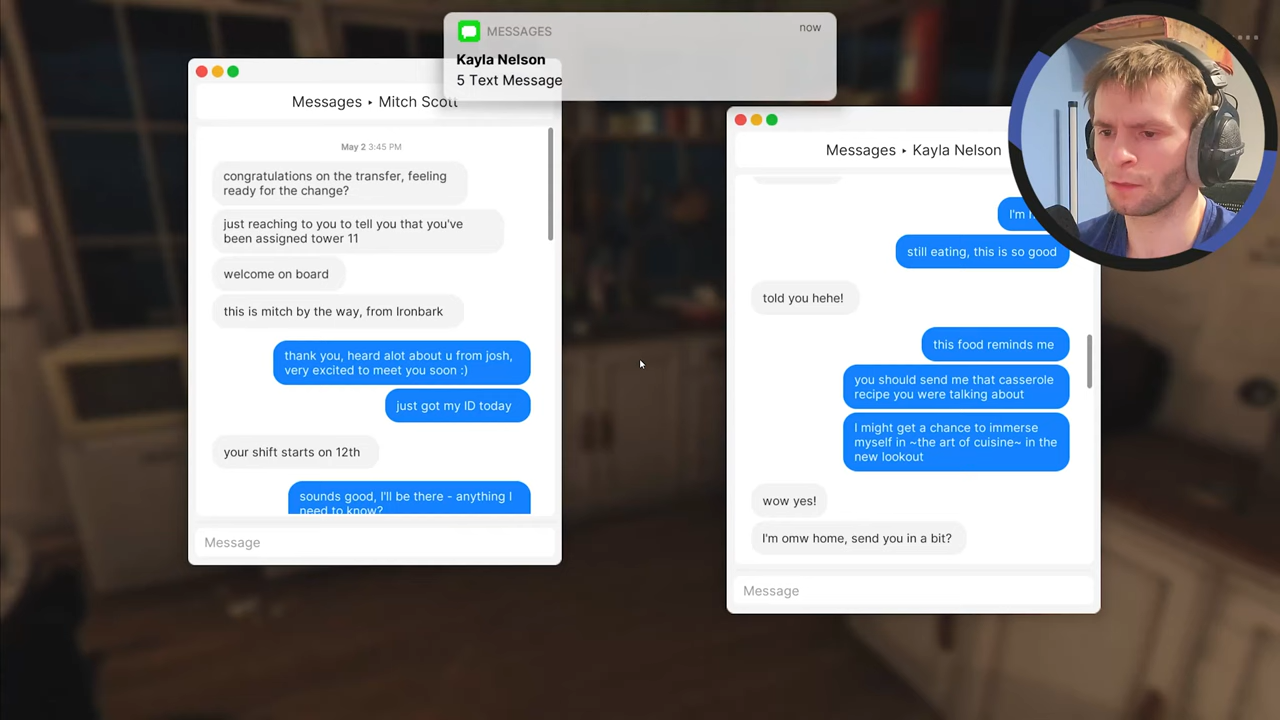 MESSAGES
now
Kayla Nelson
5 Text Message
Messages ‣ Mitch Scott
May 2 3:45 PM
congratulations on the transfer, feeling
ready for the change?
just reaching to you to tell you that you've
been assigned tower 11
welcome on board
this is mitch by the way, from Ironbark
thank you, heard alot about u from josh,
very excited to meet you soon :)
just got my ID today
your shift starts on 12th
sounds good, I'll be there - anything I
need to know?
Message
Messages ‣ Kayla Nelson
I'm
still eating, this is so good
told you hehe!
this food reminds me
you should send me that casserole
recipe you were talking about
I might get a chance to immerse
myself in ~the art of cuisine~ in the
new lookout
wow yes!
I'm omw home, send you in a bit?
Message